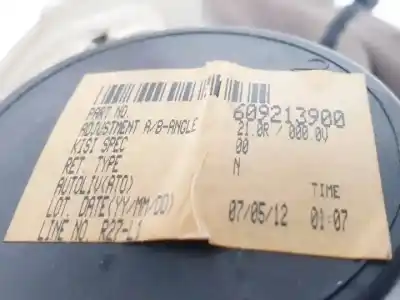 PART NO. 609213900
ADJUSTMENT A/B-ANGLE 21.0R / 000.0V
KISI SPEC 00
RET. TYPE N
AUTOLIV(ATO) TIME
LOT. DATE(YY/MM/DD) 07/05/12 01:07
LINE NO. R27-L1